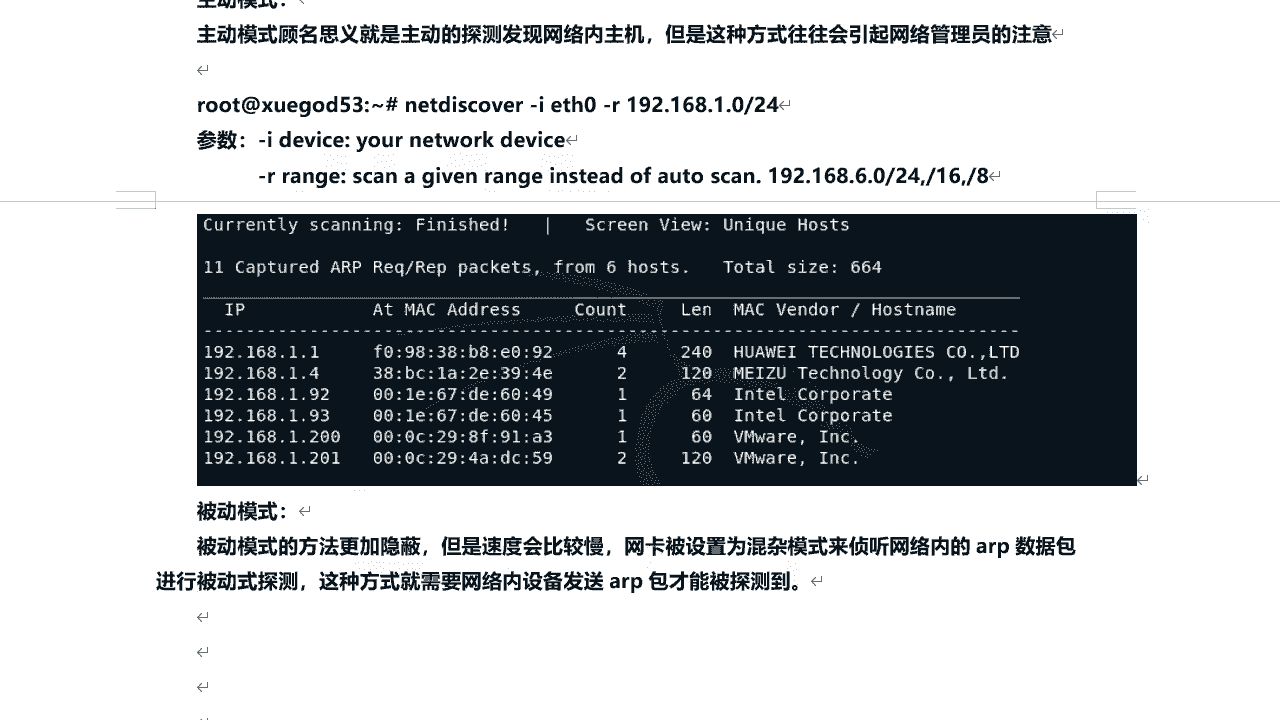 主动模式：
主动模式顾名思义就是主动的探测发现网络内主机，但是这种方式往往会引起网络管理员的注意
root@xuegod53:~# netdiscover -i eth0 -r 192.168.1.0/24
参数：-i device: your network device
-r range: scan a given range instead of auto scan. 192.168.6.0/24,/16,/8
Currently scanning: Finished!   |   Screen View: Unique Hosts
11 Captured ARP Req/Rep packets, from 6 hosts.   Total size: 664
IP            At MAC Address     Count     Len  MAC Vendor / Hostname
192.168.1.1     f0:98:38:b8:e0:92      4     240  HUAWEI TECHNOLOGIES CO.,LTD
192.168.1.4     38:bc:1a:2e:39:4e      2     120  MEIZU Technology Co., Ltd.
192.168.1.92    00:1e:67:de:60:49      1      64  Intel Corporate
192.168.1.93    00:1e:67:de:60:45      1      60  Intel Corporate
192.168.1.200   00:0c:29:8f:91:a3      1      60  VMware, Inc.
192.168.1.201   00:0c:29:4a:dc:59      2     120  VMware, Inc.
被动模式：
被动模式的方法更加隐蔽，但是速度会比较慢，网卡被设置为混杂模式来侦听网络内的 arp 数据包
进行被动式探测，这种方式就需要网络内设备发送 arp 包才能被探测到。